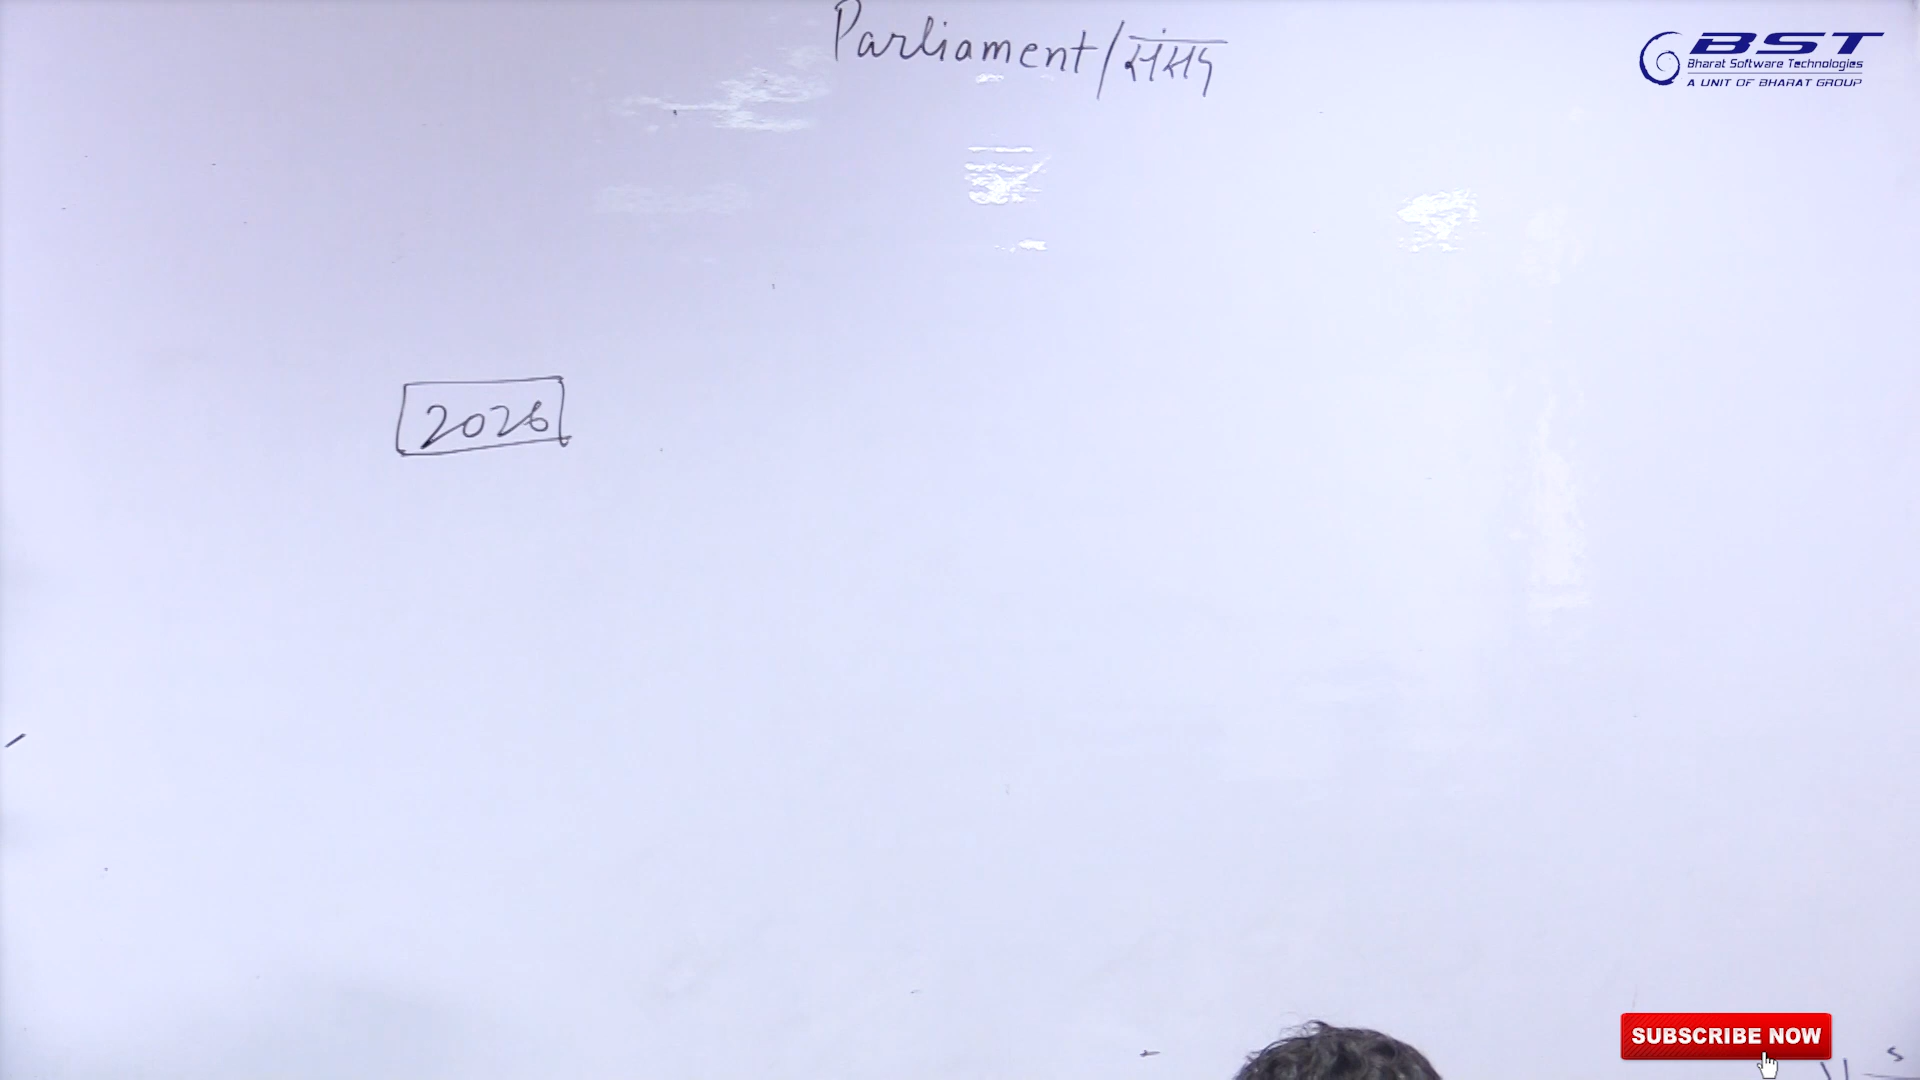 Parliament/संसद
BST
Bharat Software Technologies
A UNIT OF BHARAT GROUP
2026
SUBSCRIBE NOW